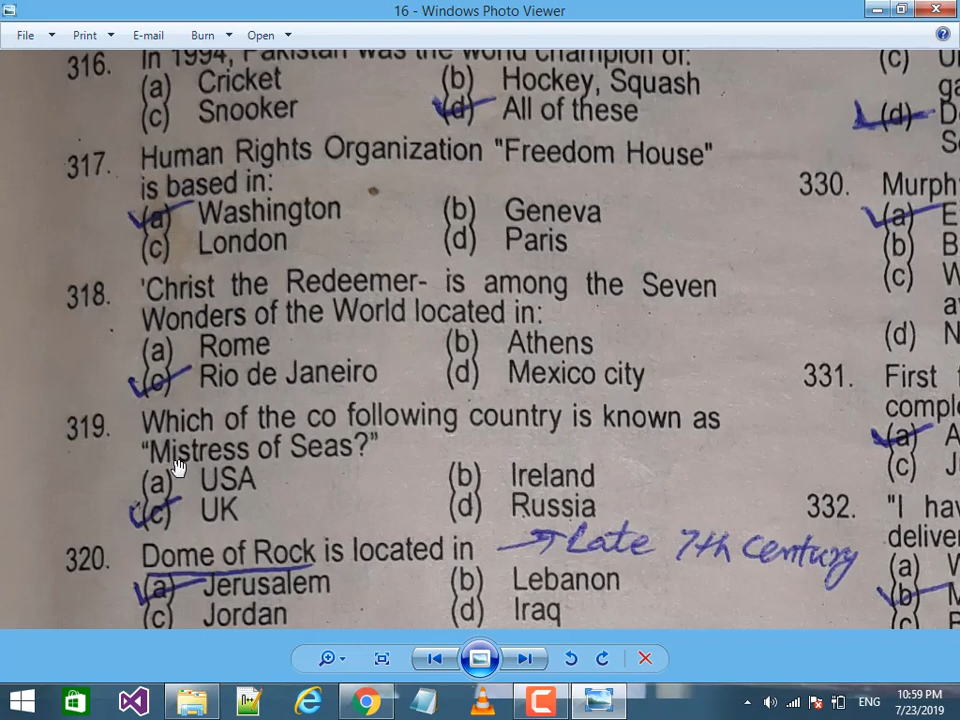 16 - Windows Photo Viewer
File Print E-mail Burn Open
316. In 1994, Pakistan was the world champion of:
(a) Cricket (b) Hockey, Squash
(c) Snooker (d) All of these
317. Human Rights Organization "Freedom House"
is based in:
(a) Washington (b) Geneva
(c) London (d) Paris
318. 'Christ the Redeemer- is among the Seven
Wonders of the World located in:
(a) Rome (b) Athens
(c) Rio de Janeiro (d) Mexico city
319. Which of the co following country is known as
“Mistress of Seas?”
(a) USA (b) Ireland
(c) UK (d) Russia
320. Dome of Rock is located in → Late 7th Century
(a) Jerusalem (b) Lebanon
(c) Jordan (d) Iraq
(c)
(d)
330. Murph
(a) E
(b) B
(c) W
(d) N
331. First
comple
(a) A
(c) J
332. "I hav
deliver
(a)
(b) M
(c)
ENG
10:59 PM
7/23/2019